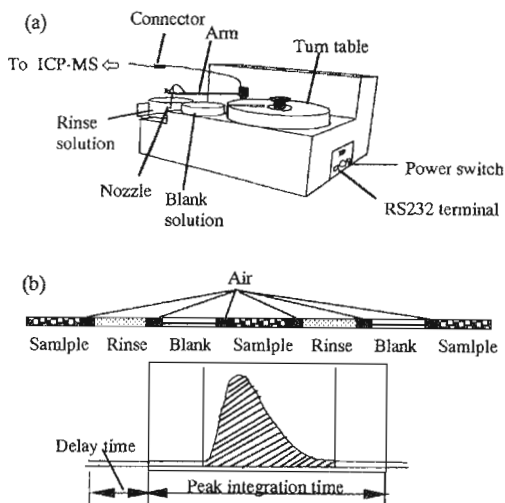 (a)
Connector
Arm
Turn table
To ICP-MS
Rinse
solution
Nozzle
Blank
solution
Power switch
RS232 terminal
(b)
Air
Samlple Rinse Blank Samlple Rinse Blank Samlple
Delay time
Peak integration time